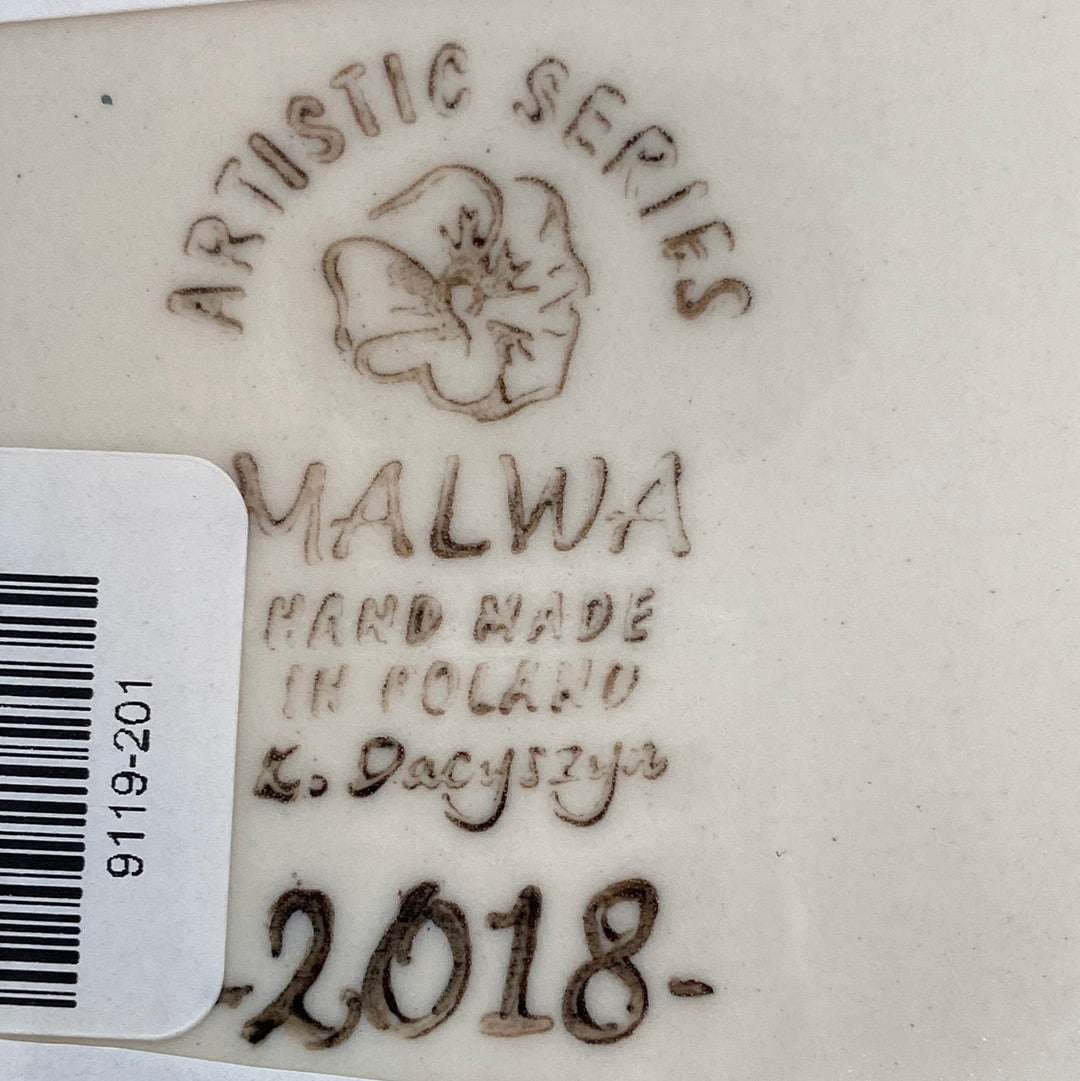 ARTISTIC SERIES
MALWA
HAND MADE
IN POLAND
K. Dacyszyn
-2018-
9119-201